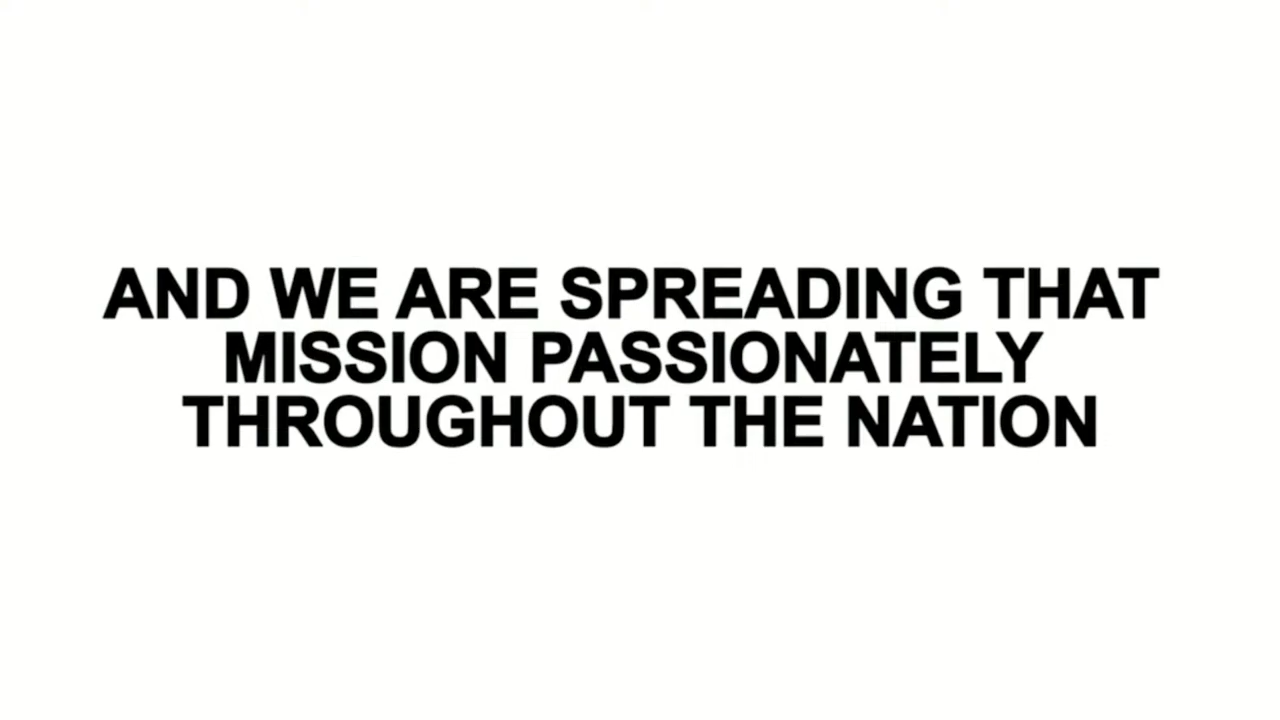 AND WE ARE SPREADING THAT
MISSION PASSIONATELY
THROUGHOUT THE NATION